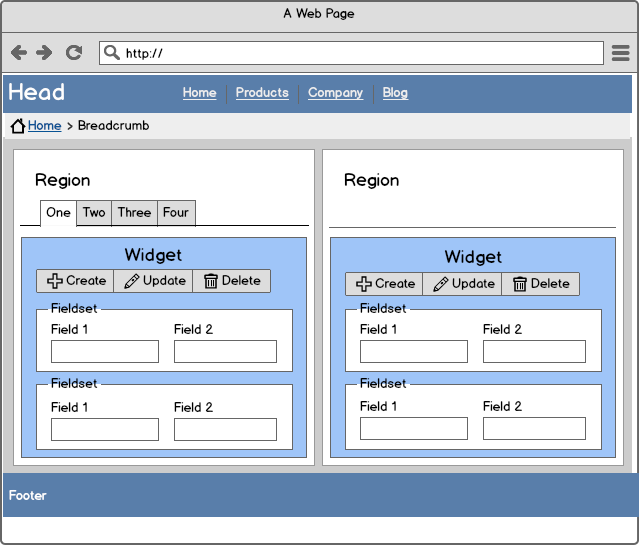 A Web Page
http://
Head Home Products Company Blog
Home > Breadcrumb
Region
One Two Three Four
Widget
Create Update Delete
Fieldset
Field 1 Field 2
Fieldset
Field 1 Field 2
Region
Widget
Create Update Delete
Fieldset
Field 1 Field 2
Fieldset
Field 1 Field 2
Footer